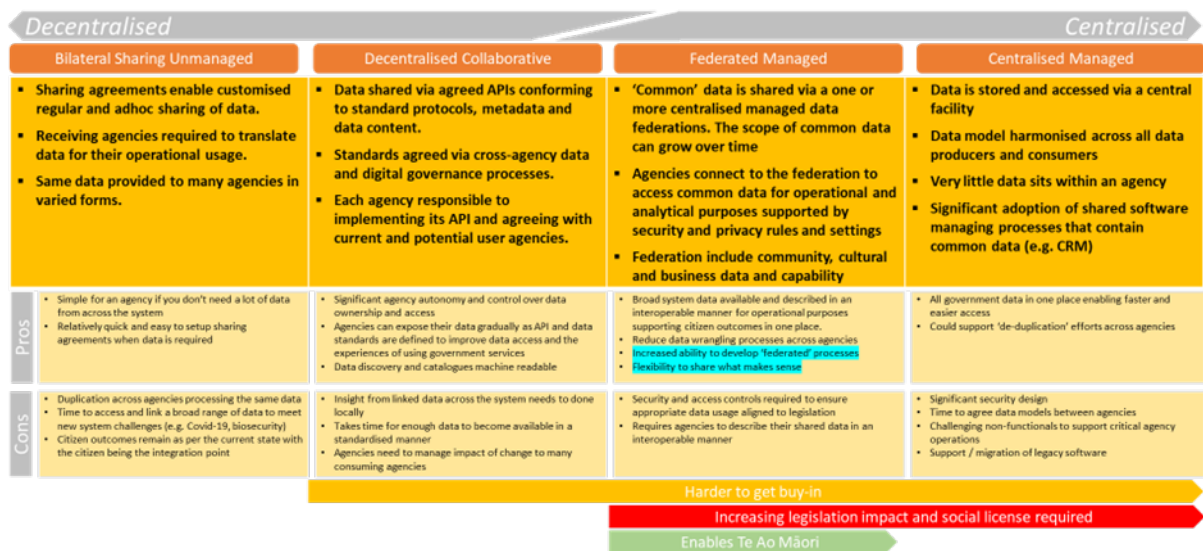 Decentralised
Centralised
Bilateral Sharing Unmanaged
▪ Sharing agreements enable customised
regular and adhoc sharing of data.
▪ Receiving agencies required to translate
data for their operational usage.
▪ Same data provided to many agencies in
varied forms.
Decentralised Collaborative
▪ Data shared via agreed APIs conforming
to standard protocols, metadata and
data content.
▪ Standards agreed via cross-agency data
and digital governance processes.
▪ Each agency responsible to
implementing its API and agreeing with
current and potential user agencies.
Federated Managed
▪ ‘Common’ data is shared via a one or
more centralised managed data
federations. The scope of common data
can grow over time
▪ Agencies connect to the federation to
access common data for operational and
analytical purposes supported by
security and privacy rules and settings
▪ Federation include community, cultural
and business data and capability
Centralised Managed
▪ Data is stored and accessed via a central
facility
▪ Data model harmonised across all data
producers and consumers
▪ Very little data sits within an agency
▪ Significant adoption of shared software
managing processes that contain
common data (e.g. CRM)
Pros
• Simple for an agency if you don’t need a lot of data
from across the system
• Relatively quick and easy to setup sharing
agreements when data is required
• Significant agency autonomy and control over data
ownership and access
• Agencies can expose their data gradually as API and data
standards are defined to improve data access and the
experiences of using government services
• Data discovery and catalogues machine readable
• Broad system data available and described in an
interoperable manner for operational purposes
supporting citizen outcomes in one place.
• Reduce data wrangling processes across agencies
• Increased ability to develop ‘federated’ processes
• Flexibility to share what makes sense
• All government data in one place enabling faster and
easier access
• Could support ‘de-duplication’ efforts across agencies
Cons
• Duplication across agencies processing the same data
• Time to access and link a broad range of data to meet
new system challenges (e.g. Covid-19, biosecurity)
• Citizen outcomes remain as per the current state with
the citizen being the integration point
• Insight from linked data across the system needs to done
locally
• Takes time for enough data to become available in a
standardised manner
• Agencies need to manage impact of change to many
consuming agencies
• Security and access controls required to ensure
appropriate data usage aligned to legislation
• Requires agencies to describe their shared data in an
interoperable manner
• Significant security design
• Time to agree data models between agencies
• Challenging non-functionals to support critical agency
operations
• Support / migration of legacy software
Harder to get buy-in
Increasing legislation impact and social license required
Enables Te Ao Māori